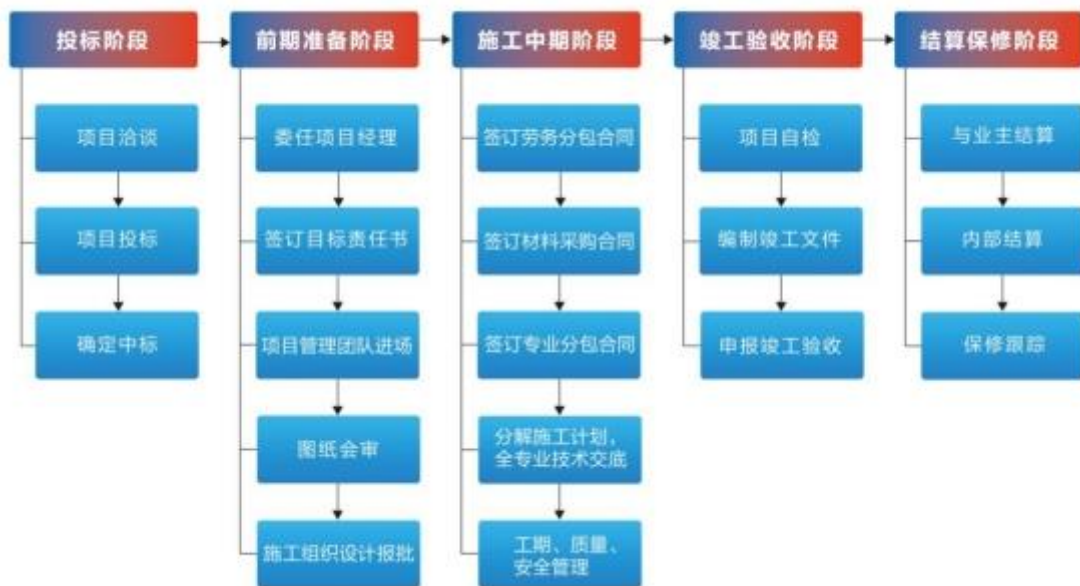 投标阶段
前期准备阶段
施工中期阶段
竣工验收阶段
结算保修阶段
项目洽谈
项目投标
确定中标
委任项目经理
签订目标责任书
项目管理团队进场
图纸会审
施工组织设计报批
签订劳务分包合同
签订材料采购合同
签订专业分包合同
分解施工计划，
全专业技术交底
工期、质量、
安全管理
项目自检
编制竣工文件
申报竣工验收
与业主结算
内部结算
保修跟踪